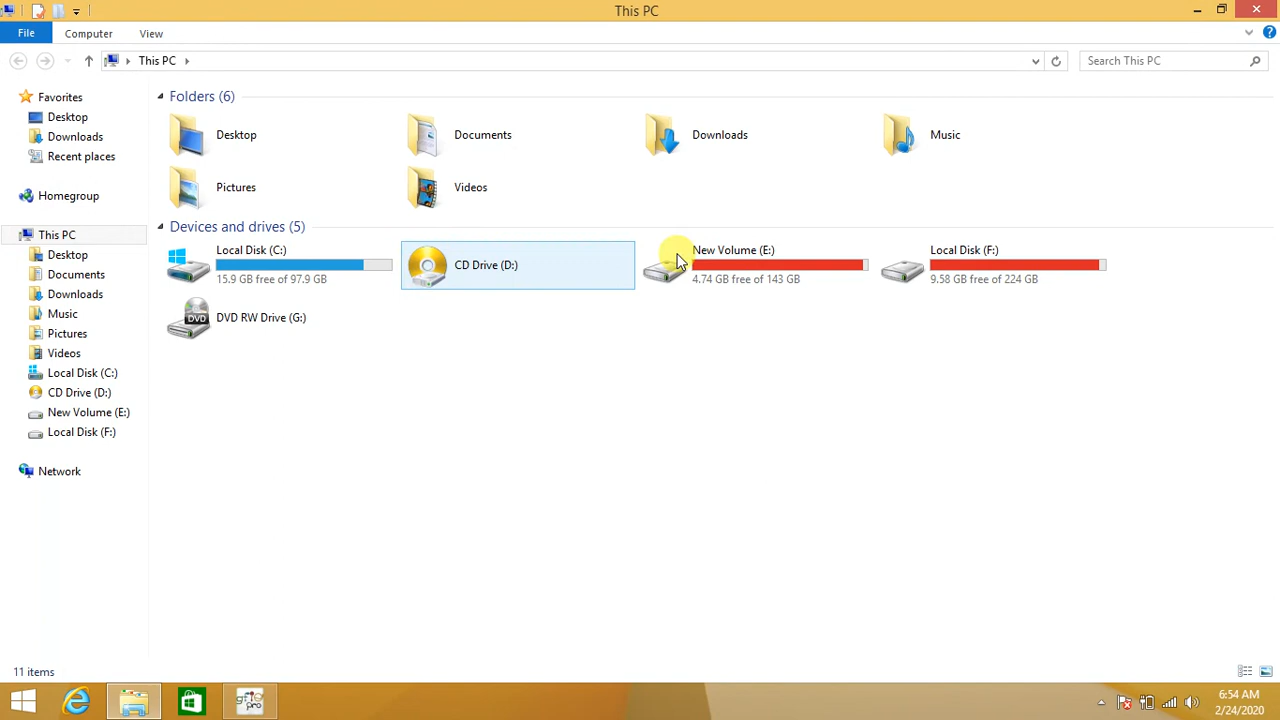 This PC
File
Computer
View
This PC
Search This PC
Favorites
Desktop
Downloads
Recent places
Homegroup
This PC
Desktop
Documents
Downloads
Music
Pictures
Videos
Local Disk (C:)
CD Drive (D:)
New Volume (E:)
Local Disk (F:)
Network
Folders (6)
Desktop
Documents
Downloads
Music
Pictures
Videos
Devices and drives (5)
Local Disk (C:)
15.9 GB free of 97.9 GB
CD Drive (D:)
New Volume (E:)
4.74 GB free of 143 GB
Local Disk (F:)
9.58 GB free of 224 GB
DVD
DVD RW Drive (G:)
11 items
pro
6:54 AM
2/24/2020